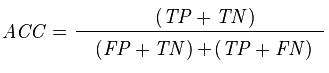 ACC = (TP + TN) / (FP + TN) + (TP + FN)